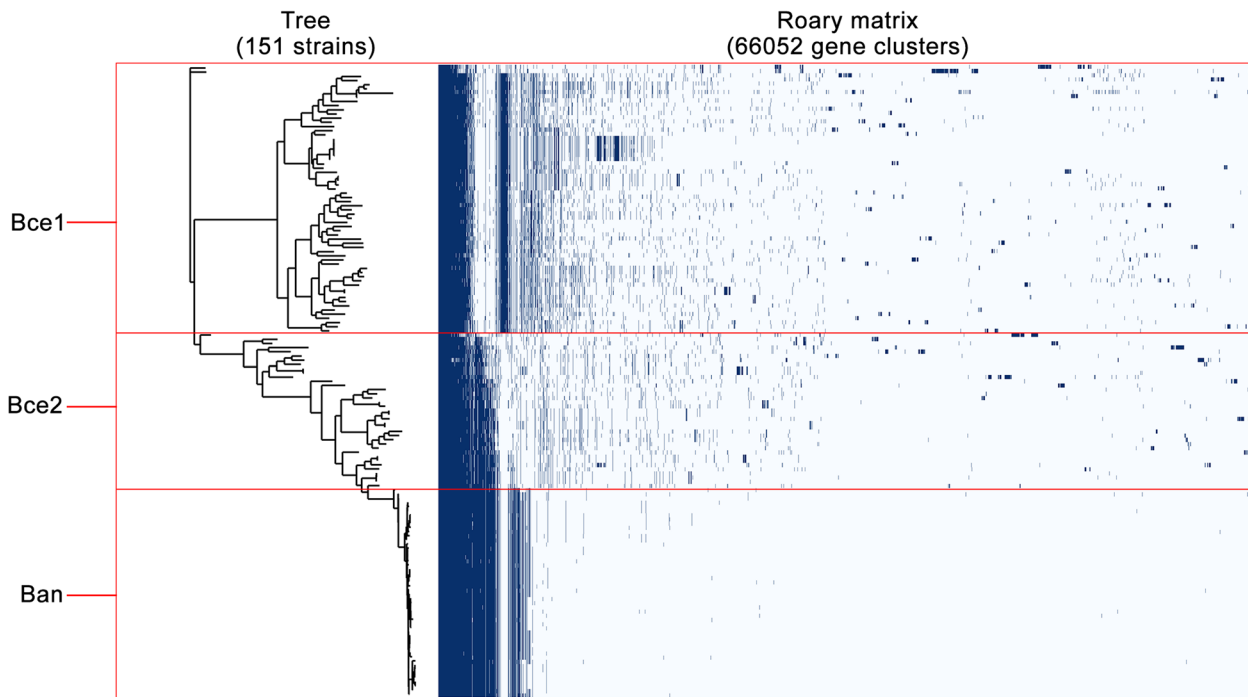 Tree
(151 strains)
Roary matrix
(66052 gene clusters)
Bce1
Bce2
Ban